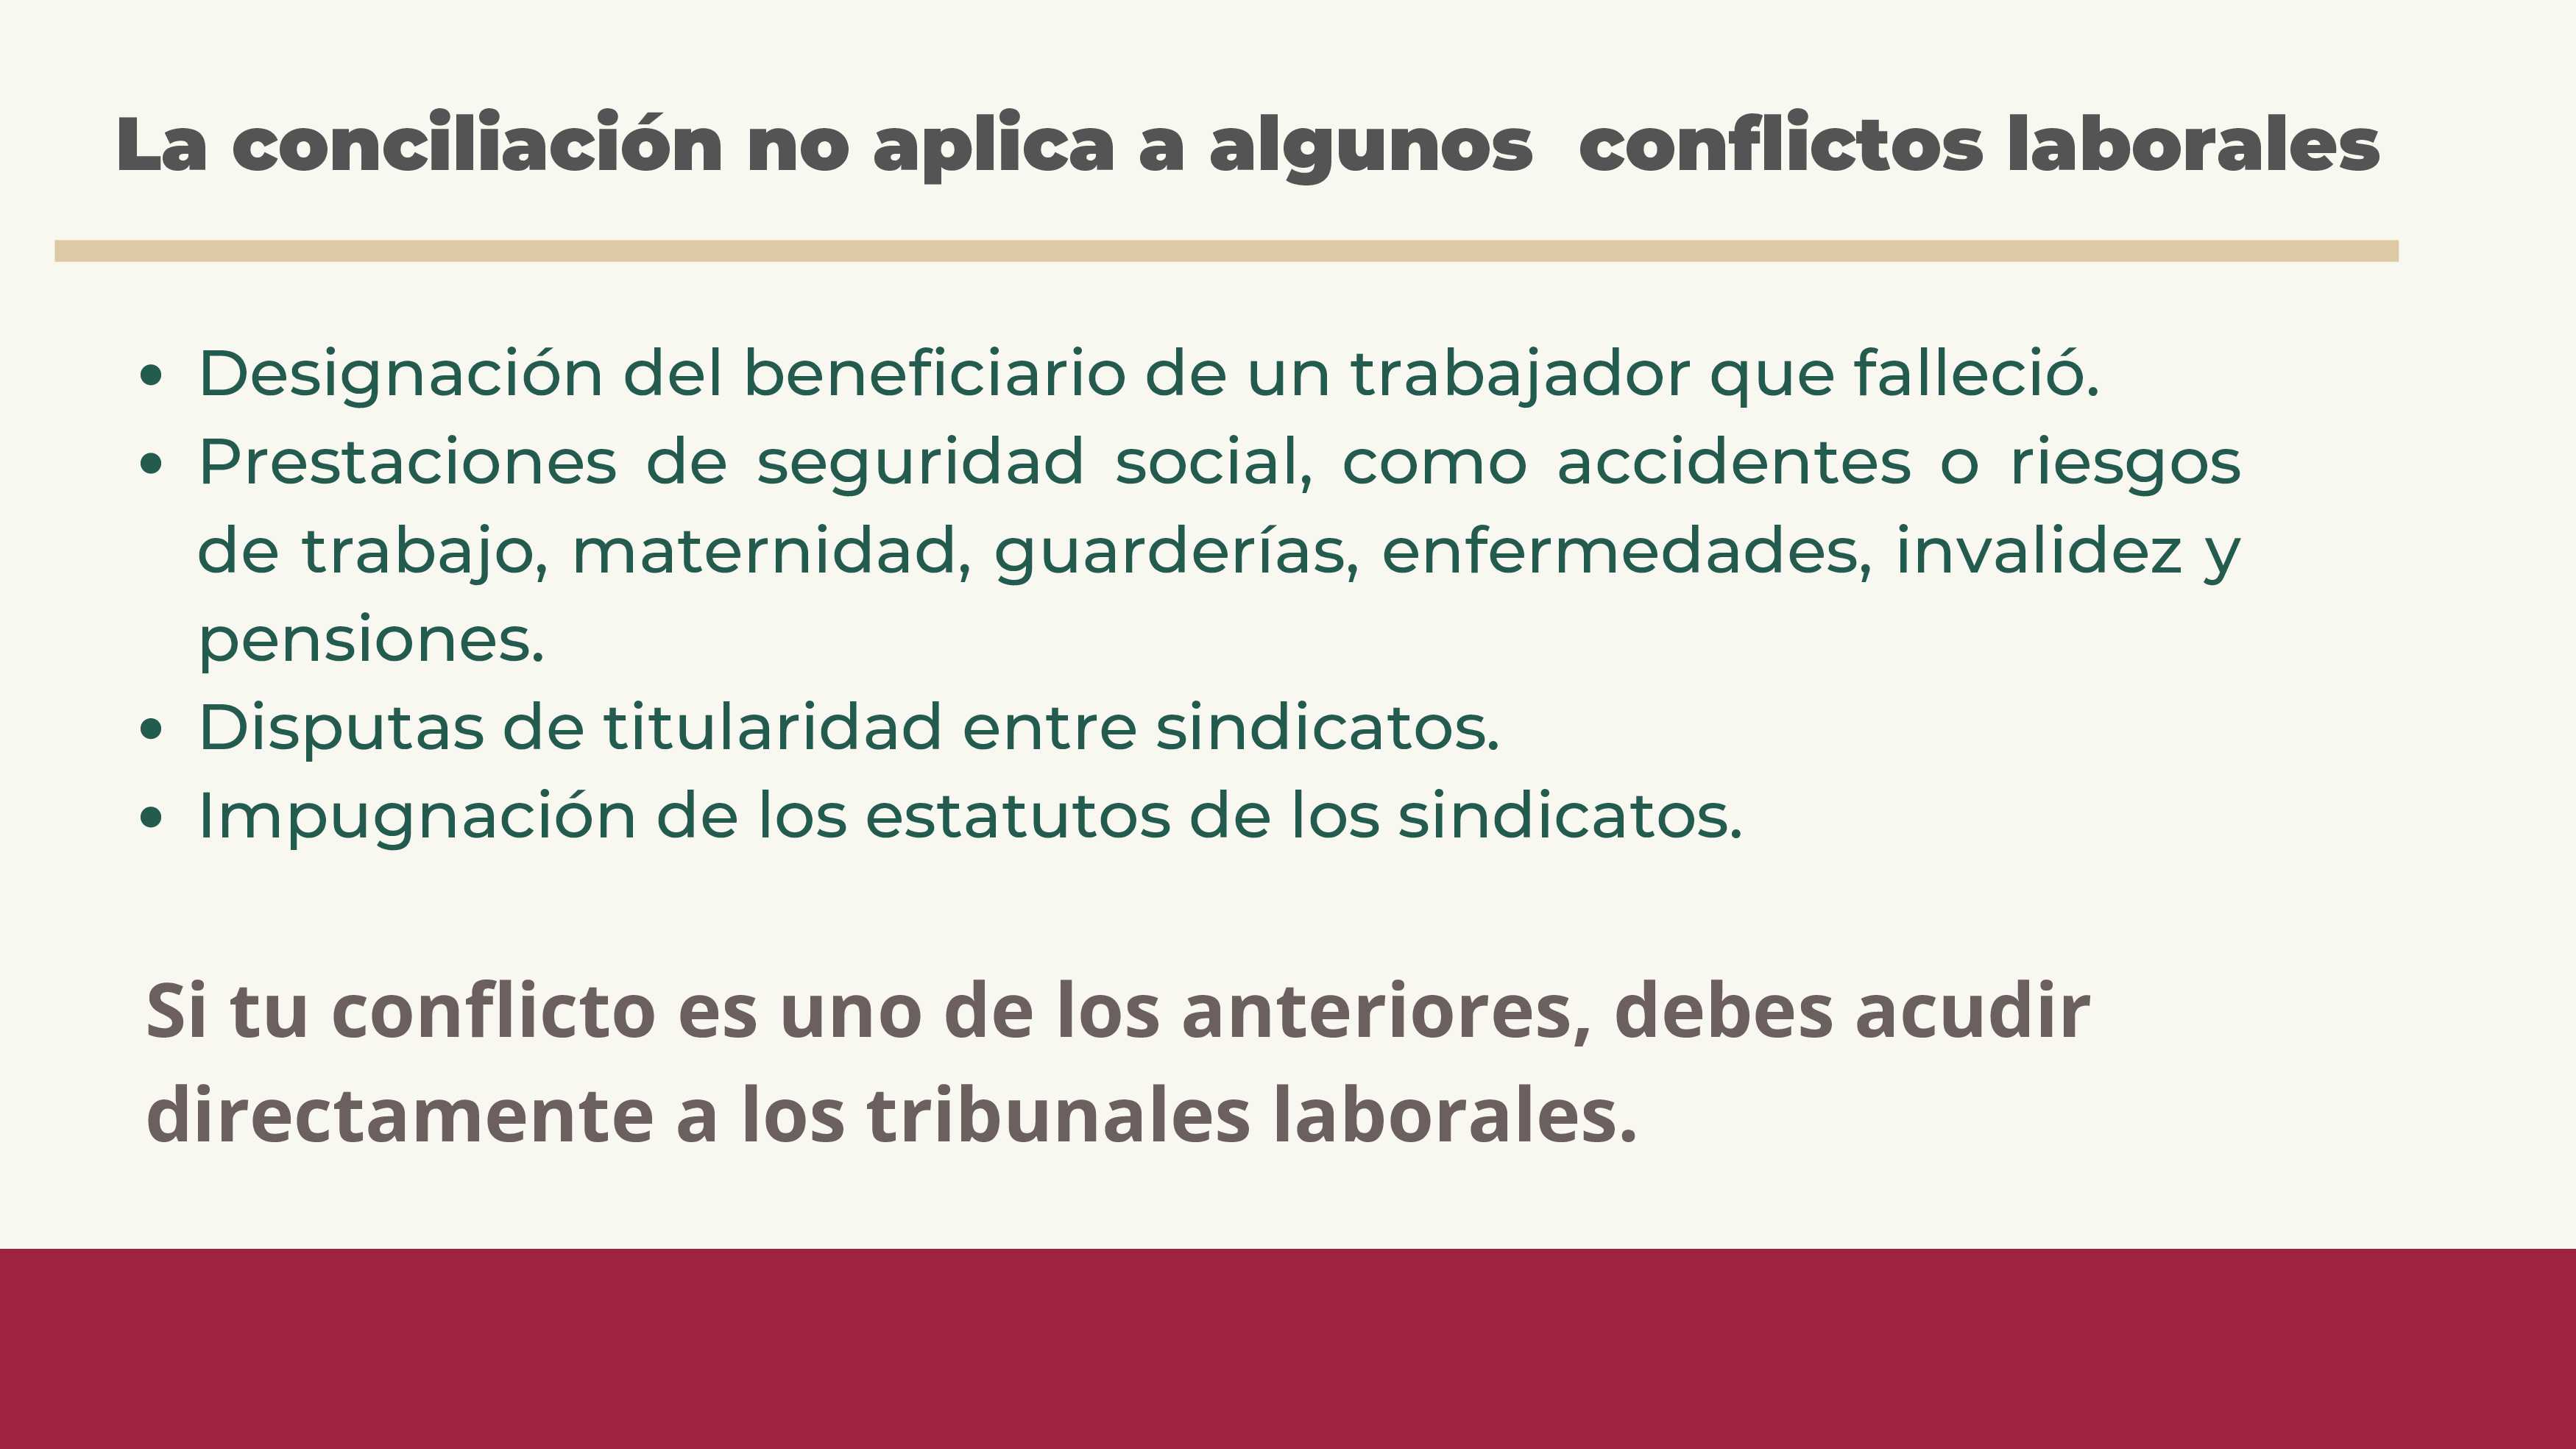 La conciliación no aplica a algunos  conflictos laborales
• Designación del beneficiario de un trabajador que falleció.
• Prestaciones de seguridad social, como accidentes o riesgos
de trabajo, maternidad, guarderías, enfermedades, invalidez y
pensiones.
• Disputas de titularidad entre sindicatos.
• Impugnación de los estatutos de los sindicatos.
Si tu conflicto es uno de los anteriores, debes acudir
directamente a los tribunales laborales.